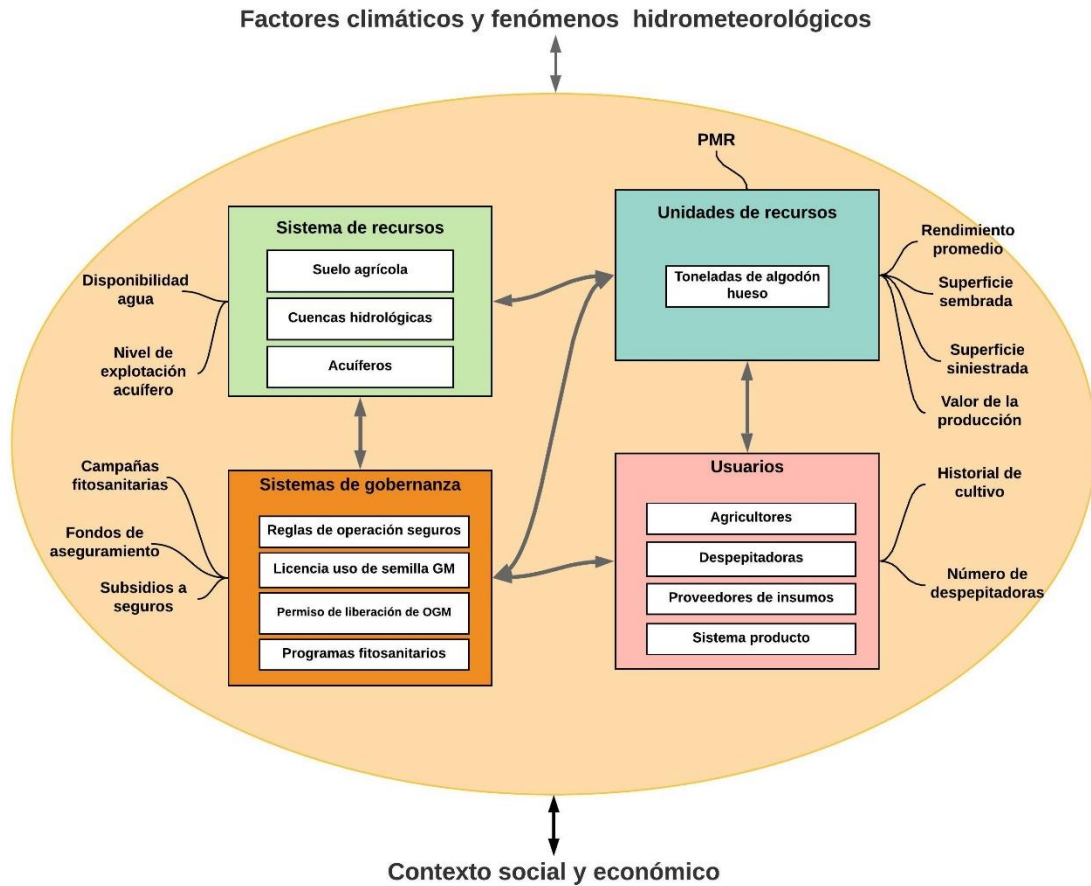 Factores climáticos y fenómenos hidrometeorológicos
PMR
Sistema de recursos
Suelo agrícola
Cuencas hidrológicas
Acuíferos
Disponibilidad
agua
Nivel de
explotación
acuífero
Unidades de recursos
Toneladas de algodón
hueso
Rendimiento
promedio
Superficie
sembrada
Superficie
siniestrada
Valor de la
producción
Campañas
fitosanitarias
Fondos de
aseguramiento
Subsidios a
seguros
Sistemas de gobernanza
Reglas de operación seguros
Licencia uso de semilla GM
Permiso de liberación de OGM
Programas fitosanitarios
Usuarios
Agricultores
Despepitadoras
Proveedores de insumos
Sistema producto
Historial de
cultivo
Número de
despepitadoras
Contexto social y económico